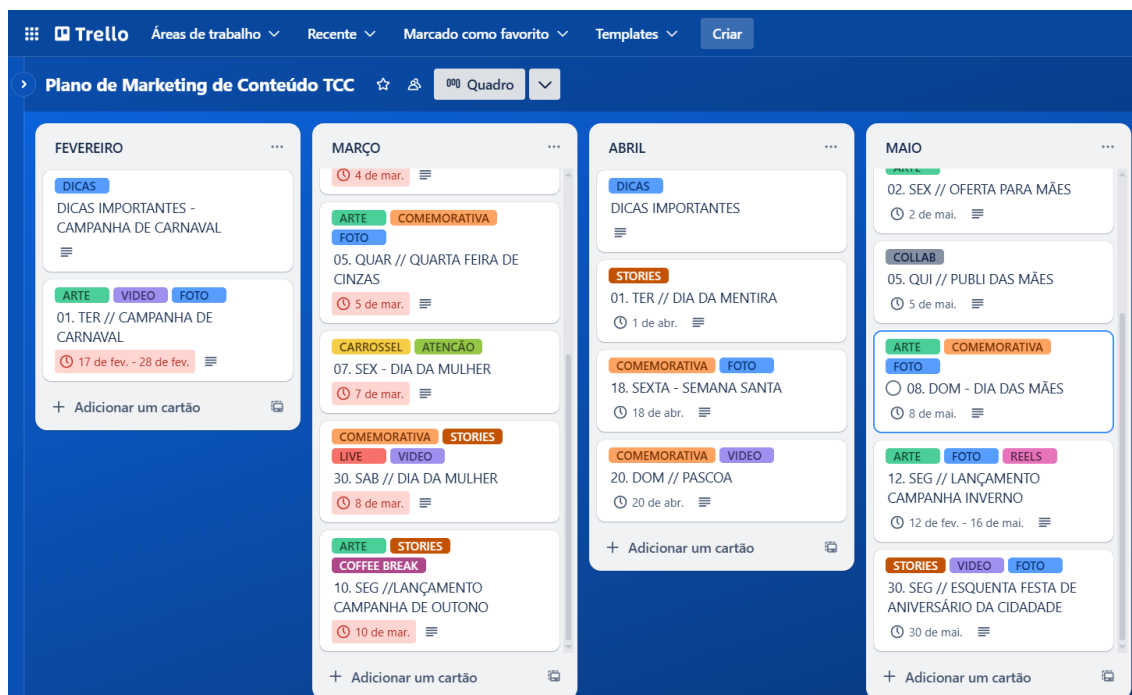 Trello Áreas de trabalho Recente Marcado como favorito Templates Criar
Plano de Marketing de Conteúdo TCC Quadro
FEVEREIRO
DICAS
DICAS IMPORTANTES -
CAMPANHA DE CARNAVAL
ARTE VIDEO FOTO
01. TER // CAMPANHA DE
CARNAVAL
17 de fev. - 28 de fev.
+ Adicionar um cartão
MARÇO
4 de mar.
ARTE COMEMORATIVA
FOTO
05. QUAR // QUARTA FEIRA DE
CINZAS
5 de mar.
CARROSSEL ATENCÃO
07. SEX - DIA DA MULHER
7 de mar.
COMEMORATIVA STORIES
LIVE VIDEO
30. SAB // DIA DA MULHER
8 de mar.
ARTE STORIES
COFFEE BREAK
10. SEG //LANÇAMENTO
CAMPANHA DE OUTONO
10 de mar.
+ Adicionar um cartão
ABRIL
DICAS
DICAS IMPORTANTES
STORIES
01. TER // DIA DA MENTIRA
1 de abr.
COMEMORATIVA FOTO
18. SEXTA - SEMANA SANTA
18 de abr.
COMEMORATIVA VIDEO
20. DOM // PASCOA
20 de abr.
+ Adicionar um cartão
MAIO
ARTE
02. SEX // OFERTA PARA MÃES
2 de mai.
COLLAB
05. QUI // PUBLI DAS MÃES
5 de mai.
ARTE COMEMORATIVA
FOTO
08. DOM - DIA DAS MÃES
8 de mai.
ARTE FOTO REELS
12. SEG // LANÇAMENTO
CAMPANHA INVERNO
12 de fev. - 16 de mai.
STORIES VIDEO FOTO
30. SEG // ESQUENTA FESTA DE
ANIVERSÁRIO DA CIDADADE
30 de mai.
+ Adicionar um cartão